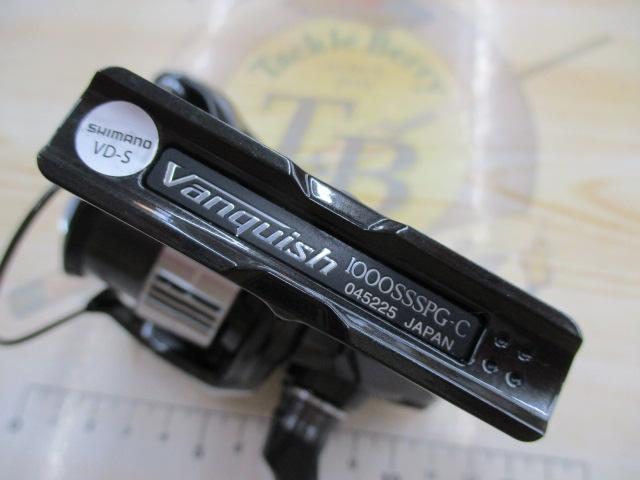 Tackle Berry
TB
SHIMANO
VD-S
Vanquish
1000SSSPG-C
045225 JAPAN